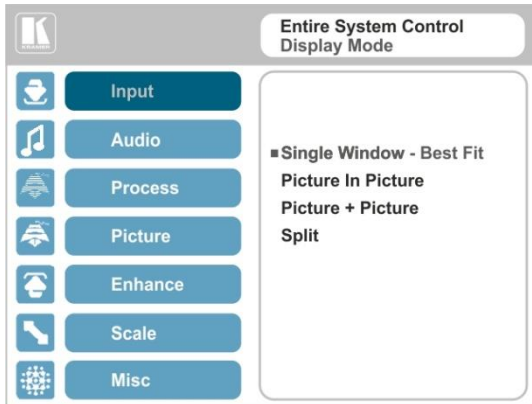 KRAMER
Entire System Control
Display Mode
Input
Audio
Process
Picture
Enhance
Scale
Misc
Single Window - Best Fit
Picture In Picture
Picture + Picture
Split